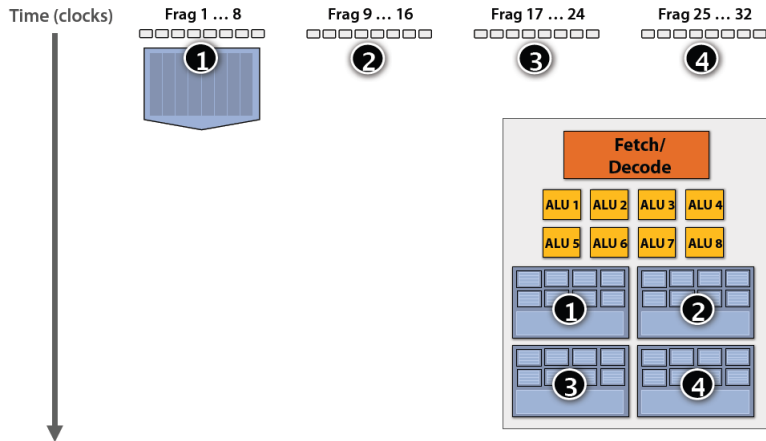 Time (clocks)
Frag 1 … 8
Frag 9 … 16
Frag 17 … 24
Frag 25 … 32
1
2
3
4
Fetch/
Decode
ALU 1
ALU 2
ALU 3
ALU 4
ALU 5
ALU 6
ALU 7
ALU 8
1
2
3
4